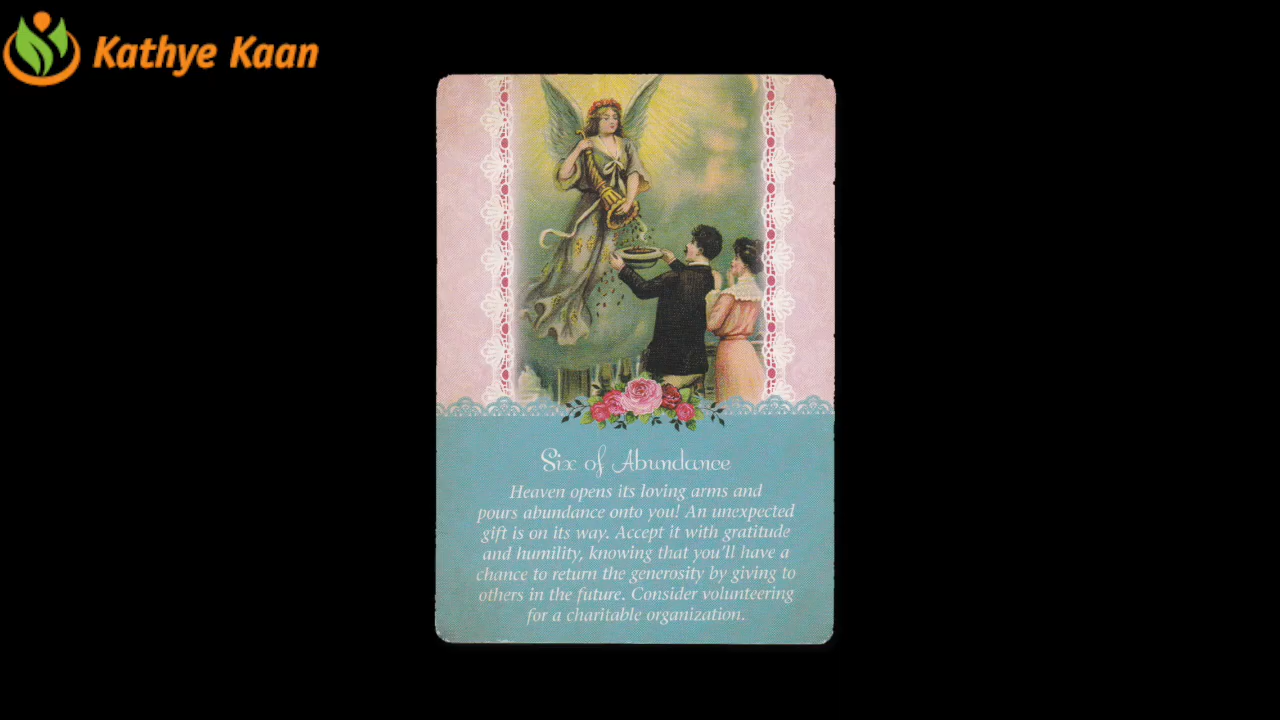 Kathye Kaan
Six of Abundance
Heaven opens its loving arms and
pours abundance onto you! An unexpected
gift is on its way. Accept it with gratitude
and humility, knowing that you'll have a
chance to return the generosity by giving to
others in the future. Consider volunteering
for a charitable organization.